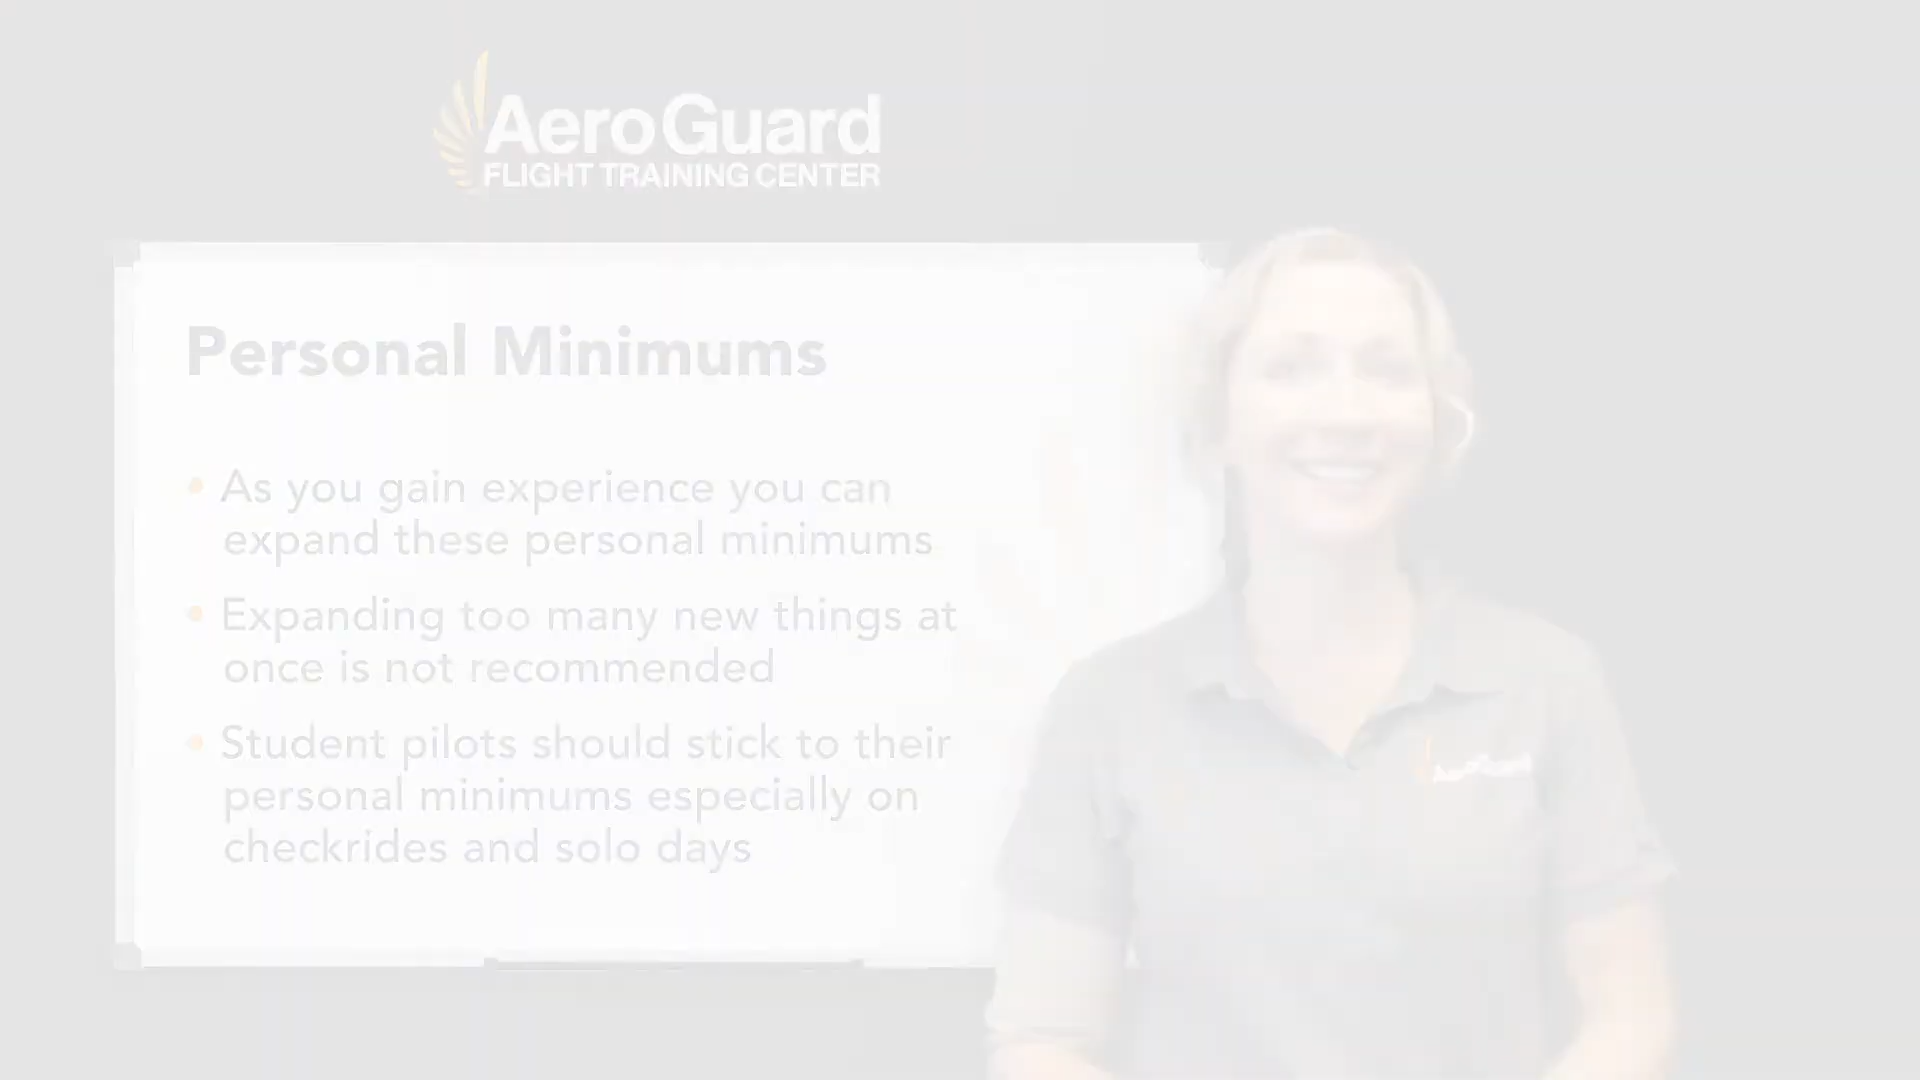 AeroGuard
FLIGHT TRAINING CENTER
Personal Minimums
• As you gain experience you can
expand these personal minimums
• Expanding too many new things at
once is not recommended
• Student pilots should stick to their
personal minimums especially on
checkrides and solo days
AeroGuard